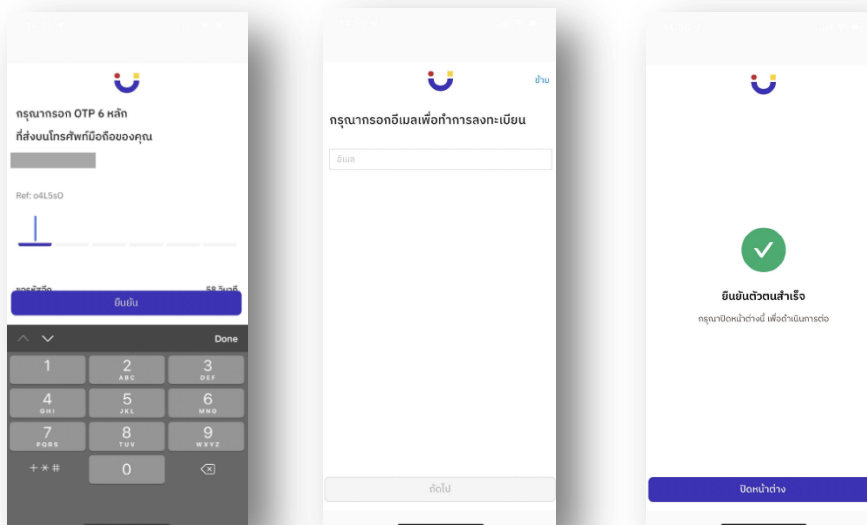 กรุณากรอก OTP 6 หลัก
ที่ส่งบนโทรศัพท์มือถือของคุณ
Ref: o4L5sO
ขอรหัสอีก
58 วินาที
ยืนยัน
Done
1
2
ABC
3
DEF
4
GHI
5
JKL
6
MNO
7
PQRS
8
TUV
9
WXYZ
+*#
0
ข้าม
กรุณากรอกอีเมลเพื่อทำการลงทะเบียน
อีเมล
ถัดไป
ยืนยันตัวตนสำเร็จ
กรุณาปิดหน้าต่างนี้ เพื่อดำเนินการต่อ
ปิดหน้าต่าง